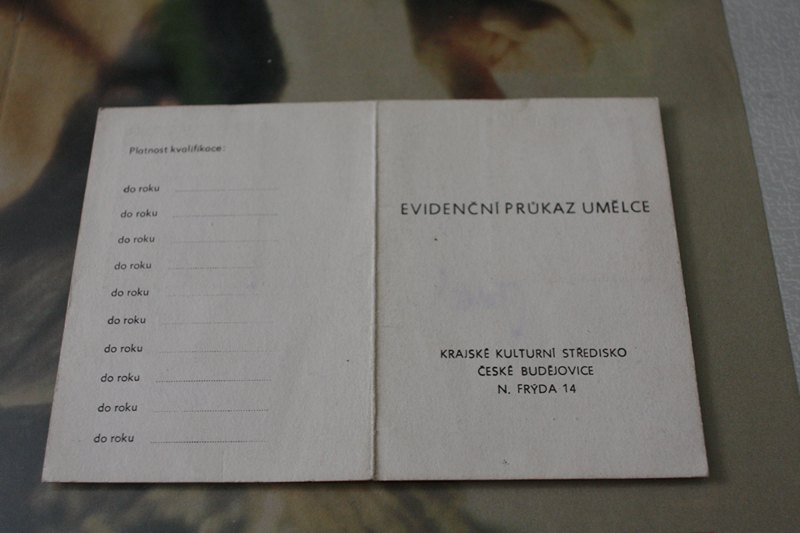 Platnost kvalifikace:
do roku
do roku
do roku
do roku
do roku
do roku
do roku
do roku
do roku
do roku
EVIDENČNÍ PRŮKAZ UMĚLCE
KRAJSKÉ KULTURNÍ STŘEDISKO
ČESKÉ BUDĚJOVICE
N. FRÝDA 14